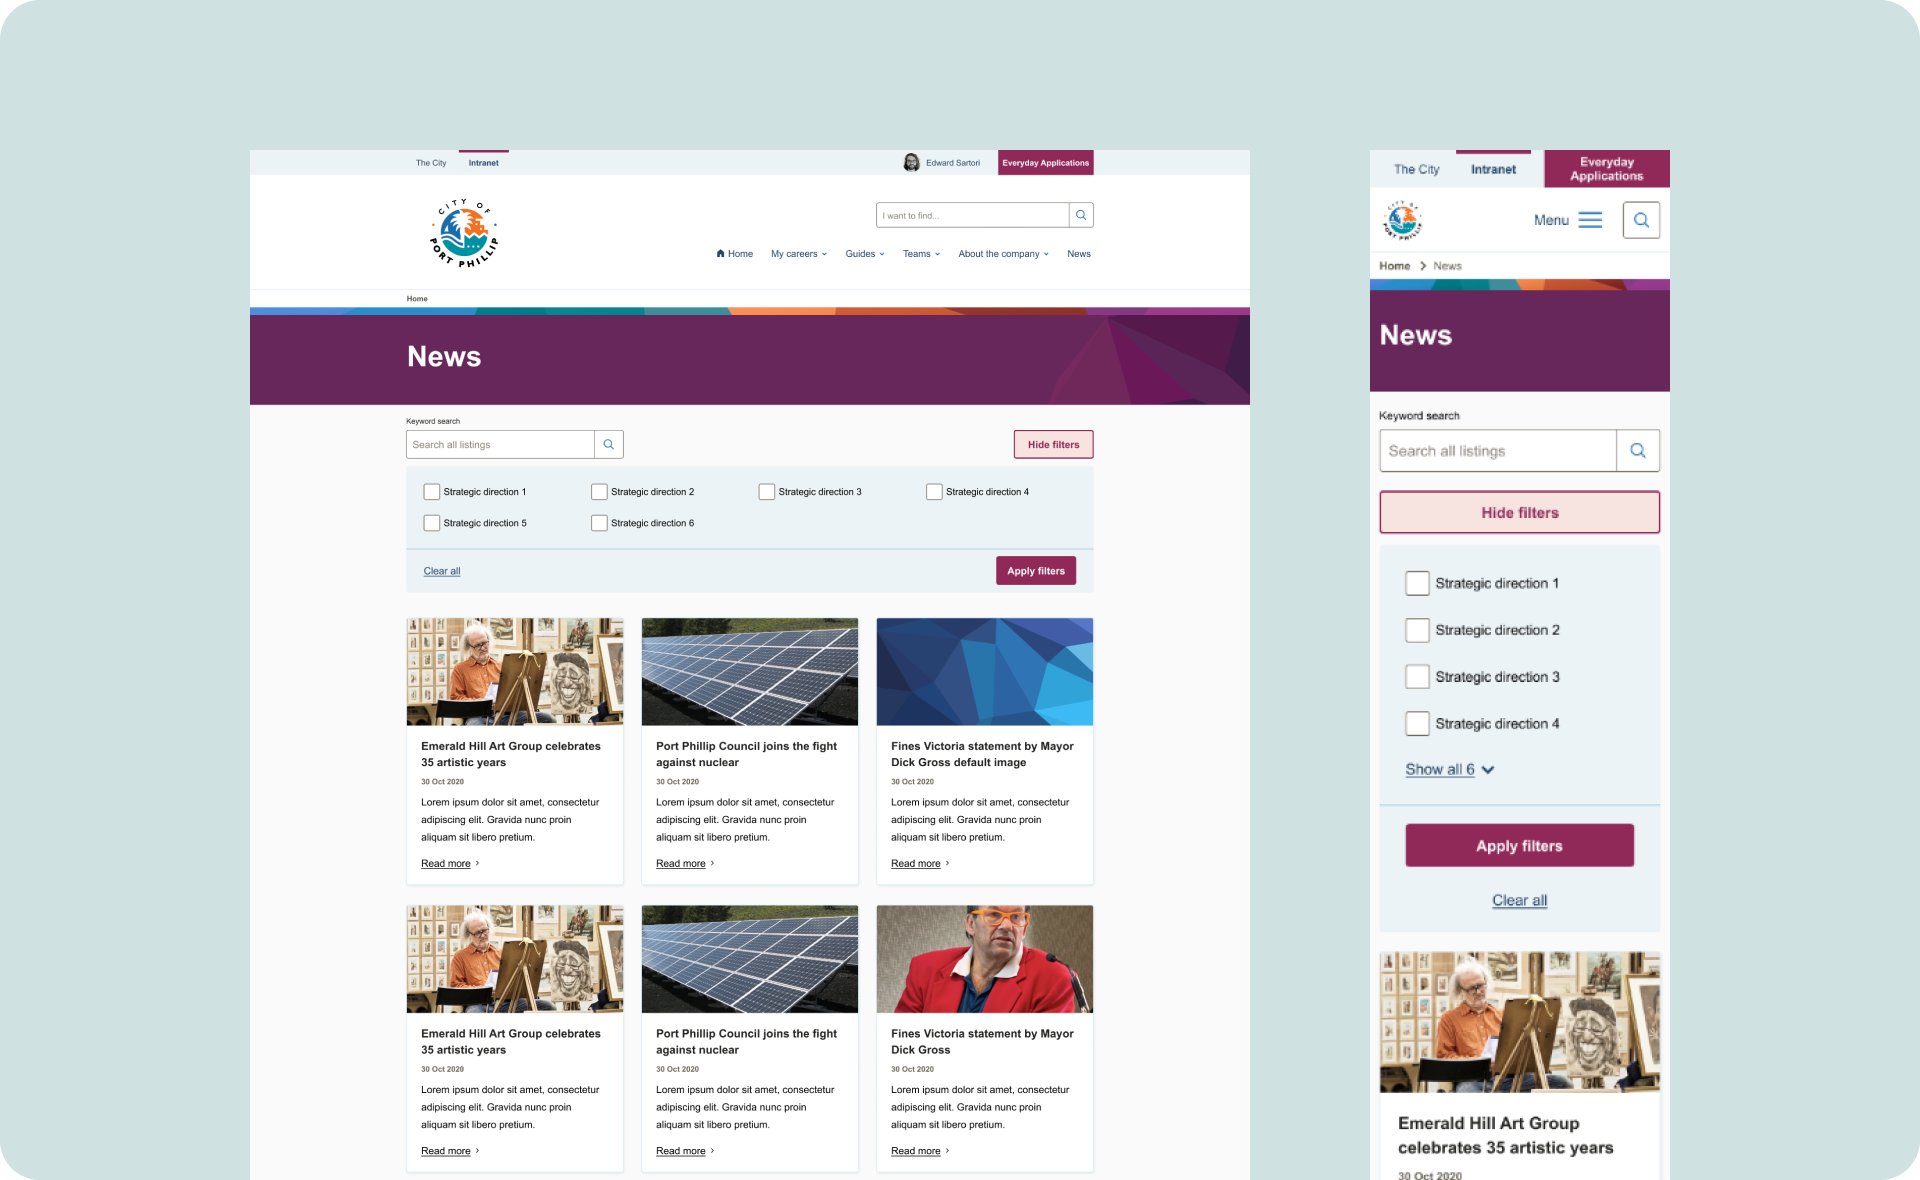 The City
Intranet
Edward Sartori
Everyday Applications
CITY OF
PORT PHILLIP
I want to find...
Home
My careers
Guides
Teams
About the company
News
Home
News
Keyword search
Search all listings
Hide filters
Strategic direction 1
Strategic direction 2
Strategic direction 3
Strategic direction 4
Strategic direction 5
Strategic direction 6
Clear all
Apply filters
Emerald Hill Art Group celebrates
35 artistic years
30 Oct 2020
Lorem ipsum dolor sit amet, consectetur
adipiscing elit. Gravida nunc proin
aliquam sit libero pretium.
Read more
Port Phillip Council joins the fight
against nuclear
30 Oct 2020
Lorem ipsum dolor sit amet, consectetur
adipiscing elit. Gravida nunc proin
aliquam sit libero pretium.
Read more
Fines Victoria statement by Mayor
Dick Gross default image
30 Oct 2020
Lorem ipsum dolor sit amet, consectetur
adipiscing elit. Gravida nunc proin
aliquam sit libero pretium.
Read more
Emerald Hill Art Group celebrates
35 artistic years
30 Oct 2020
Lorem ipsum dolor sit amet, consectetur
adipiscing elit. Gravida nunc proin
aliquam sit libero pretium.
Read more
Port Phillip Council joins the fight
against nuclear
30 Oct 2020
Lorem ipsum dolor sit amet, consectetur
adipiscing elit. Gravida nunc proin
aliquam sit libero pretium.
Read more
Fines Victoria statement by Mayor
Dick Gross
30 Oct 2020
Lorem ipsum dolor sit amet, consectetur
adipiscing elit. Gravida nunc proin
aliquam sit libero pretium.
Read more
The City
Intranet
Everyday
Applications
CITY OF
PORT PHILLIP
Menu
Home
News
News
Keyword search
Search all listings
Hide filters
Strategic direction 1
Strategic direction 2
Strategic direction 3
Strategic direction 4
Show all 6
Apply filters
Clear all
Emerald Hill Art Group
celebrates 35 artistic years
30 Oct 2020